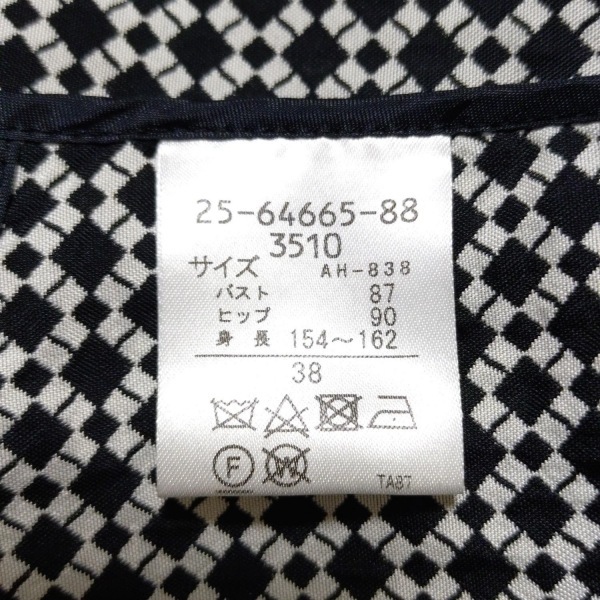 25-64665-88
3510
サイズ AH-838
バスト 87
ヒップ 90
身長 154～162
38
F W
TA87